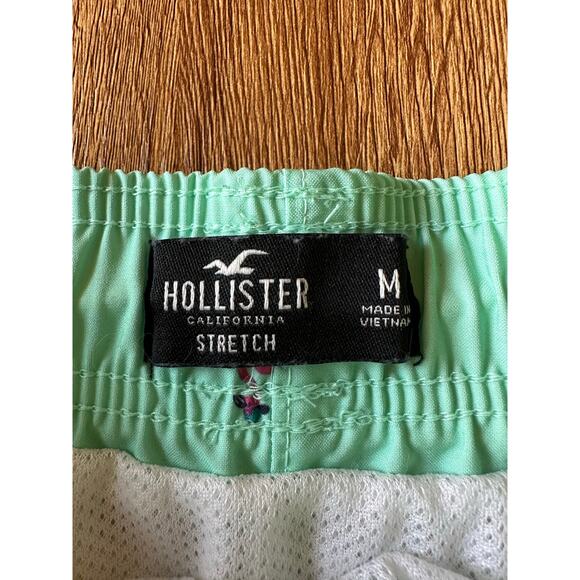 HOLLISTER
CALIFORNIA
STRETCH
M
MADE IN
VIETNAM